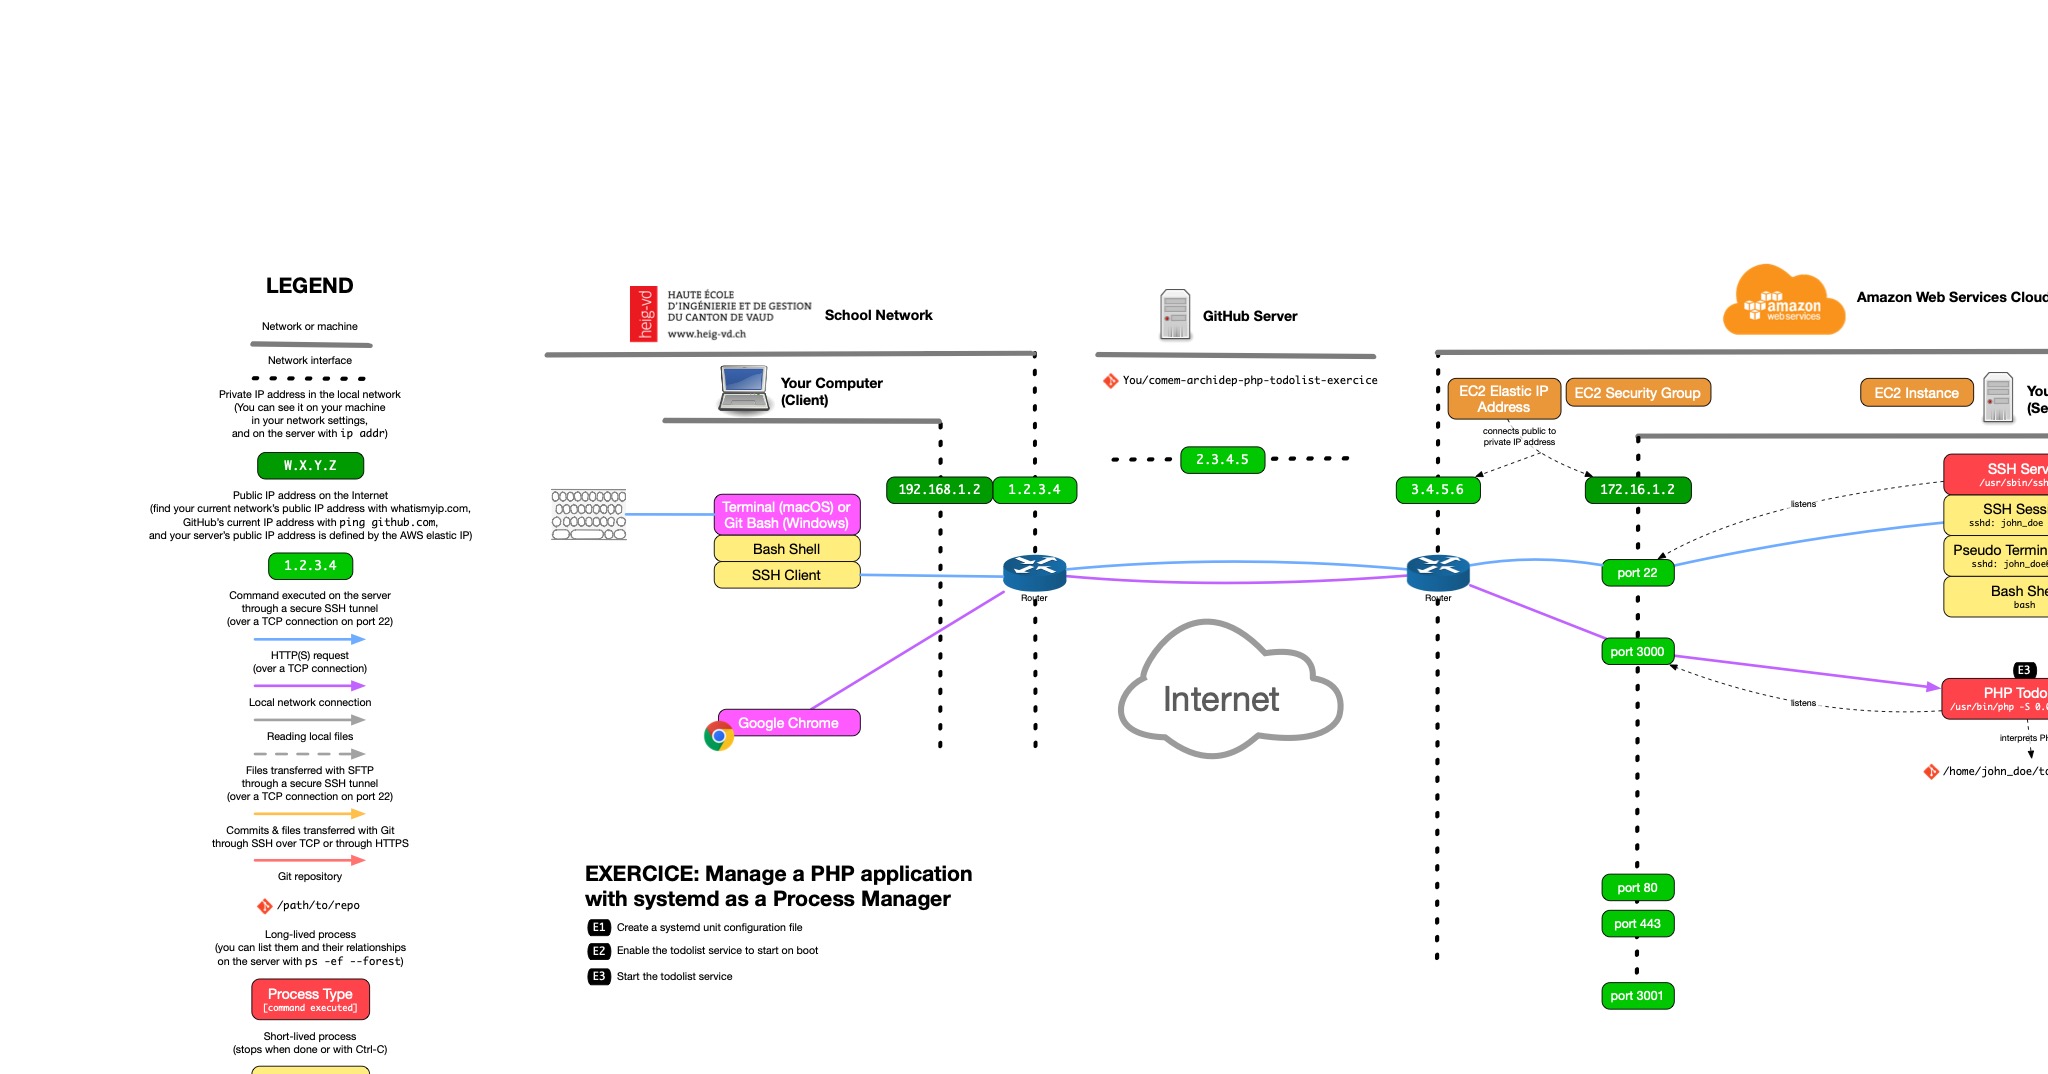 LEGEND
Network or machine
Network interface
Private IP address in the local network
(You can see it on your machine
in your network settings,
and on the server with ip addr)
W.X.Y.Z
Public IP address on the Internet
(find your current network's public IP address with whatismyip.com,
GitHub's current IP address with ping github.com,
and your server's public IP address is defined by the AWS elastic IP)
1.2.3.4
Command executed on the server
through a secure SSH tunnel
(over a TCP connection on port 22)
HTTP(S) request
(over a TCP connection)
Local network connection
Reading local files
Files transferred with SFTP
through a secure SSH tunnel
(over a TCP connection on port 22)
Commits & files transferred with Git
through SSH over TCP or through HTTPS
Git repository
/path/to/repo
Long-lived process
(you can list them and their relationships
on the server with ps -ef --forest)
Process Type
[command executed]
Short-lived process
(stops when done or with Ctrl-C)
heig-vd
HAUTE ÉCOLE
D'INGÉNIERIE ET DE GESTION
DU CANTON DE VAUD
www.heig-vd.ch
School Network
Your Computer
(Client)
192.168.1.2
1.2.3.4
Terminal (macOS) or
Git Bash (Windows)
Bash Shell
SSH Client
Router
Google Chrome
GitHub Server
You/comem-archidep-php-todolist-exercice
2.3.4.5
Internet
amazon
web services
Amazon Web Services Cloud
EC2 Elastic IP
Address
EC2 Security Group
EC2 Instance
You
(Se
connects public to
private IP address
3.4.5.6
172.16.1.2
Router
port 22
port 3000
port 80
port 443
port 3001
listens
listens
SSH Serv
/usr/sbin/ssh
SSH Sess
sshd: john_doe
Pseudo Termin
sshd: john_doe
Bash She
bash
E3
PHP Todo
/usr/bin/php -S 0.
interprets PH
/home/john_doe/to
EXERCICE: Manage a PHP application
with systemd as a Process Manager
E1 Create a systemd unit configuration file
E2 Enable the todolist service to start on boot
E3 Start the todolist service